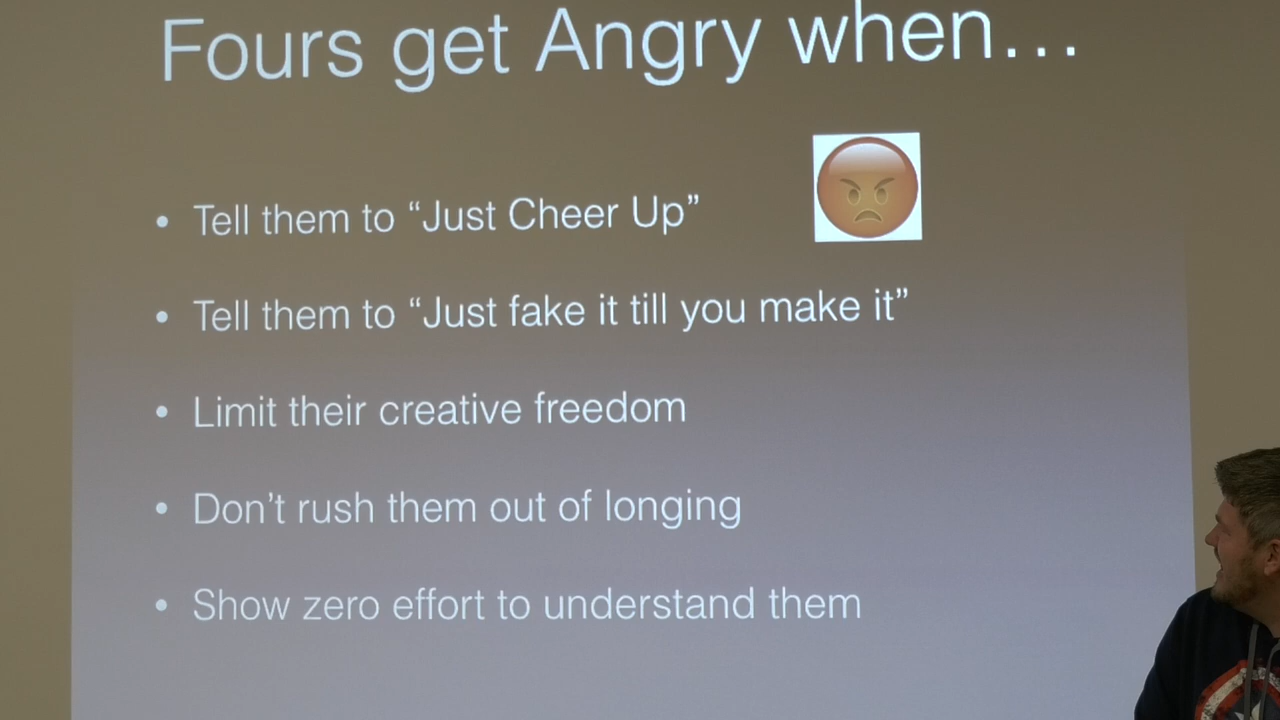 Fours get Angry when…
• Tell them to “Just Cheer Up”
• Tell them to “Just fake it till you make it”
• Limit their creative freedom
• Don’t rush them out of longing
• Show zero effort to understand them